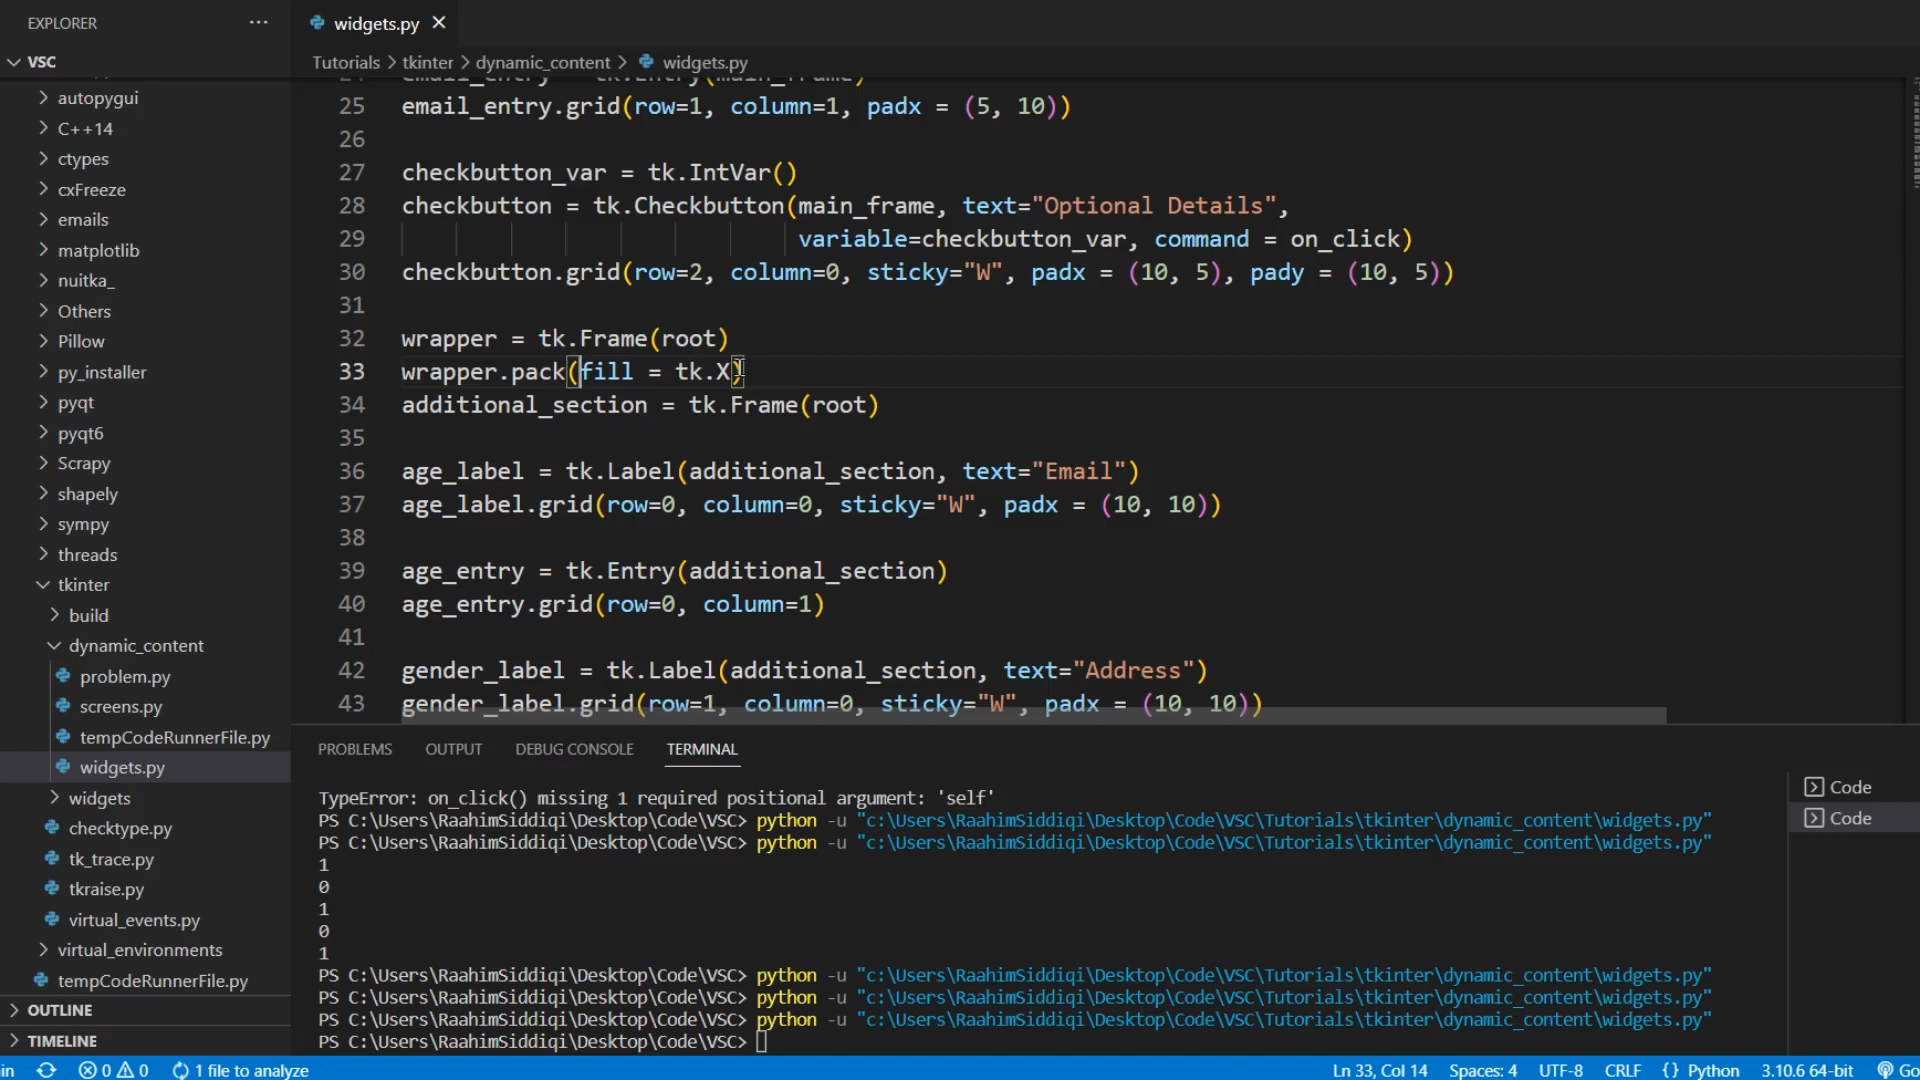 EXPLORER
VSC
autopygui
C++14
ctypes
cxFreeze
emails
matplotlib
nuitka_
Others
Pillow
py_installer
pyqt
pyqt6
Scrapy
shapely
sympy
threads
tkinter
build
dynamic_content
problem.py
screens.py
tempCodeRunnerFile.py
widgets.py
widgets
checktype.py
tk_trace.py
tkraise.py
virtual_events.py
virtual_environments
tempCodeRunnerFile.py
OUTLINE
TIMELINE
widgets.py
Tutorials > tkinter > dynamic_content > widgets.py
24 email_entry = tk.Entry(main_frame)
25 email_entry.grid(row=1, column=1, padx = (5, 10))
26
27 checkbutton_var = tk.IntVar()
28 checkbutton = tk.Checkbutton(main_frame, text="Optional Details",
29 variable=checkbutton_var, command = on_click)
30 checkbutton.grid(row=2, column=0, sticky="W", padx = (10, 5), pady = (10, 5))
31
32 wrapper = tk.Frame(root)
33 wrapper.pack(fill = tk.X)
34 additional_section = tk.Frame(root)
35
36 age_label = tk.Label(additional_section, text="Email")
37 age_label.grid(row=0, column=0, sticky="W", padx = (10, 10))
38
39 age_entry = tk.Entry(additional_section)
40 age_entry.grid(row=0, column=1)
41
42 gender_label = tk.Label(additional_section, text="Address")
43 gender_label.grid(row=1, column=0, sticky="W", padx = (10, 10))
PROBLEMS OUTPUT DEBUG CONSOLE TERMINAL
TypeError: on_click() missing 1 required positional argument: 'self'
PS C:\Users\RaahimSiddiqi\Desktop\Code\VSC> python -u "c:\Users\RaahimSiddiqi\Desktop\Code\VSC\Tutorials\tkinter\dynamic_content\widgets.py"
PS C:\Users\RaahimSiddiqi\Desktop\Code\VSC> python -u "c:\Users\RaahimSiddiqi\Desktop\Code\VSC\Tutorials\tkinter\dynamic_content\widgets.py"
1
0
1
0
1
PS C:\Users\RaahimSiddiqi\Desktop\Code\VSC> python -u "c:\Users\RaahimSiddiqi\Desktop\Code\VSC\Tutorials\tkinter\dynamic_content\widgets.py"
PS C:\Users\RaahimSiddiqi\Desktop\Code\VSC> python -u "c:\Users\RaahimSiddiqi\Desktop\Code\VSC\Tutorials\tkinter\dynamic_content\widgets.py"
PS C:\Users\RaahimSiddiqi\Desktop\Code\VSC> python -u "c:\Users\RaahimSiddiqi\Desktop\Code\VSC\Tutorials\tkinter\dynamic_content\widgets.py"
PS C:\Users\RaahimSiddiqi\Desktop\Code\VSC>
Code
Code
in 0 0 1 file to analyze Ln 33, Col 14 Spaces: 4 UTF-8 CRLF {} Python 3.10.6 64-bit Go